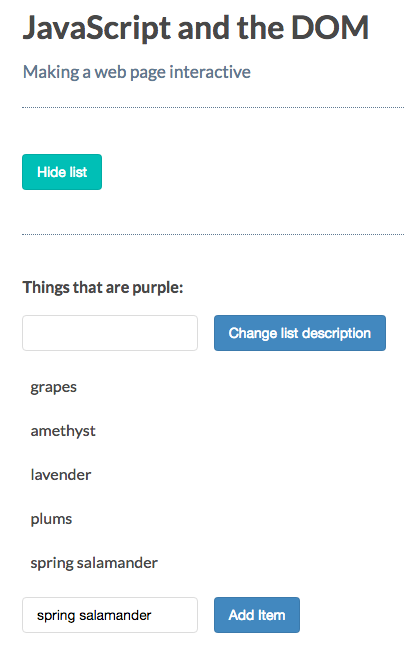 JavaScript and the DOM
Making a web page interactive
Hide list
Things that are purple:
Change list description
grapes
amethyst
lavender
plums
spring salamander
spring salamander Add Item